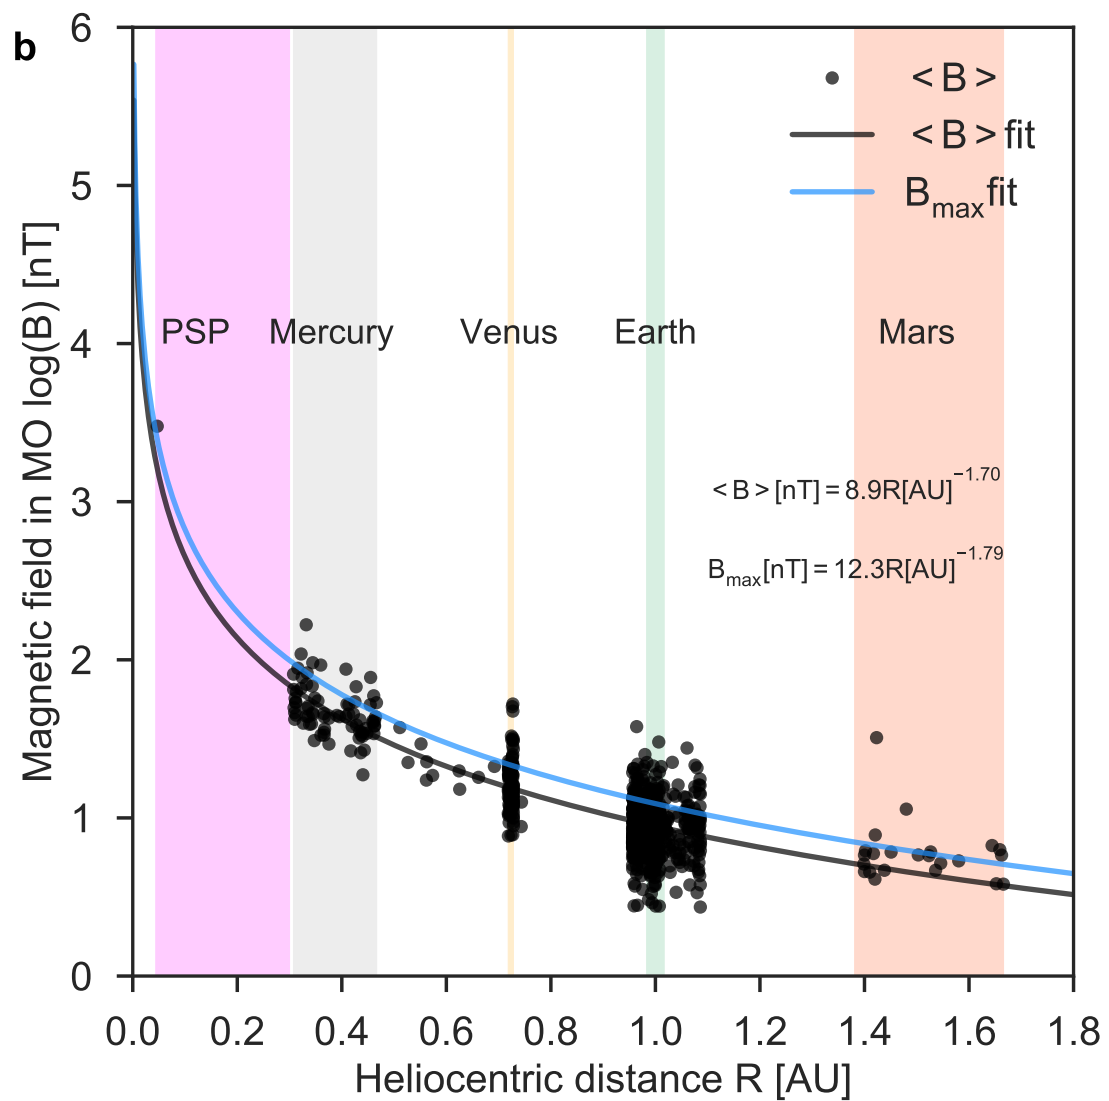 b
Magnetic field in MO log(B) [nT]
6
5
4
3
2
1
0
<B>
<B> fit
Bmax fit
PSP
Mercury
Venus
Earth
Mars
<B>[nT] = 8.9R[AU]^−1.70
Bmax[nT] = 12.3R[AU]^−1.79
0.0 0.2 0.4 0.6 0.8 1.0 1.2 1.4 1.6 1.8
Heliocentric distance R [AU]